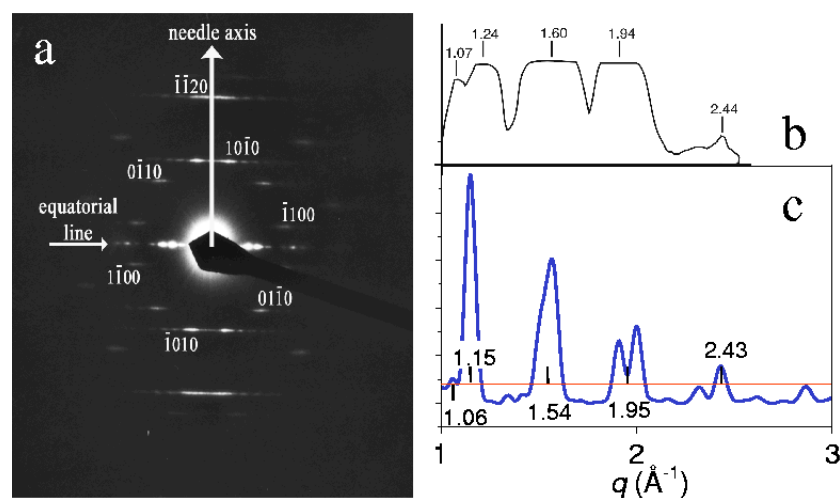 a
needle axis
1̄1̄20
101̄0
01̄10
equatorial
line
1̄100
11̄00
011̄0
1̄010
1.07
1.24
1.60
1.94
2.44
b
c
1.15
2.43
1.06
1.54
1.95
1
2
3
q (Å⁻¹)